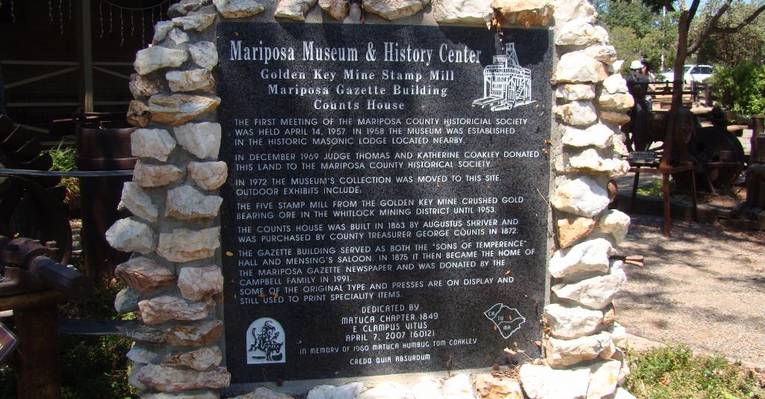 Mariposa Museum & History Center
Golden Key Mine Stamp Mill
Mariposa Gazette Building
Counts House
THE FIRST MEETING OF THE MARIPOSA COUNTY HISTORICIAL SOCIETY
WAS HELD APRIL 14, 1957. IN 1958 THE MUSEUM WAS ESTABLISHED
IN THE HISTORIC MASONIC LODGE LOCATED NEARBY.
IN DECEMBER 1969 JUDGE THOMAS AND KATHERINE COAKLEY DONATED
THIS LAND TO THE MARIPOSA COUNTY HISTORICAL SOCIETY.
IN 1972 THE MUSEUM'S COLLECTION WAS MOVED TO THIS SITE.
OUTDOOR EXHIBITS INCLUDE:
THE FIVE STAMP MILL FROM THE GOLDEN KEY MINE CRUSHED GOLD
BEARING ORE IN THE WHITLOCK MINING DISTRICT UNTIL 1953.
THE COUNTS HOUSE WAS BUILT IN 1863 BY AUGUSTUS SHRIVER AND
WAS PURCHASED BY COUNTY TREASURER GEORGE COUNTS IN 1872.
THE GAZETTE BUILDING SERVED AS BOTH THE "SONS OF TEMPERENCE"
HALL AND MENSING'S SALOON. IN 1875 IT THEN BECAME THE HOME OF
THE MARIPOSA GAZETTE NEWSPAPER AND WAS DONATED BY THE
CAMPBELL FAMILY IN 1991.
SOME OF THE ORIGINAL TYPE AND PRESSES ARE ON DISPLAY AND
STILL USED TO PRINT SPECIALITY ITEMS.
DEDICATED BY
MATUCA CHAPTER 1849
E CLAMPUS VITUS
APRIL 7, 2007 (6012)
IN MEMORY OF 1960 MATUCA HUMBUG TOM COAKLEY
CREDO QUIA ABSURDUM